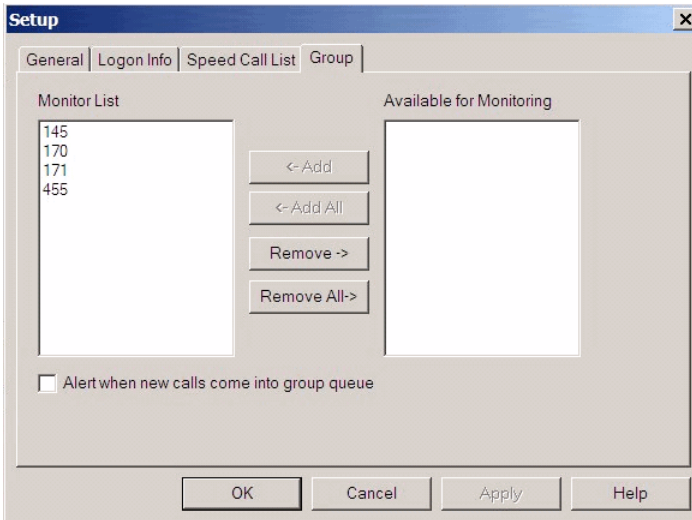 Setup
General Logon Info Speed Call List Group
Monitor List
Available for Monitoring
145
170
171
455
<- Add
<- Add All
Remove ->
Remove All->
Alert when new calls come into group queue
OK Cancel Apply Help